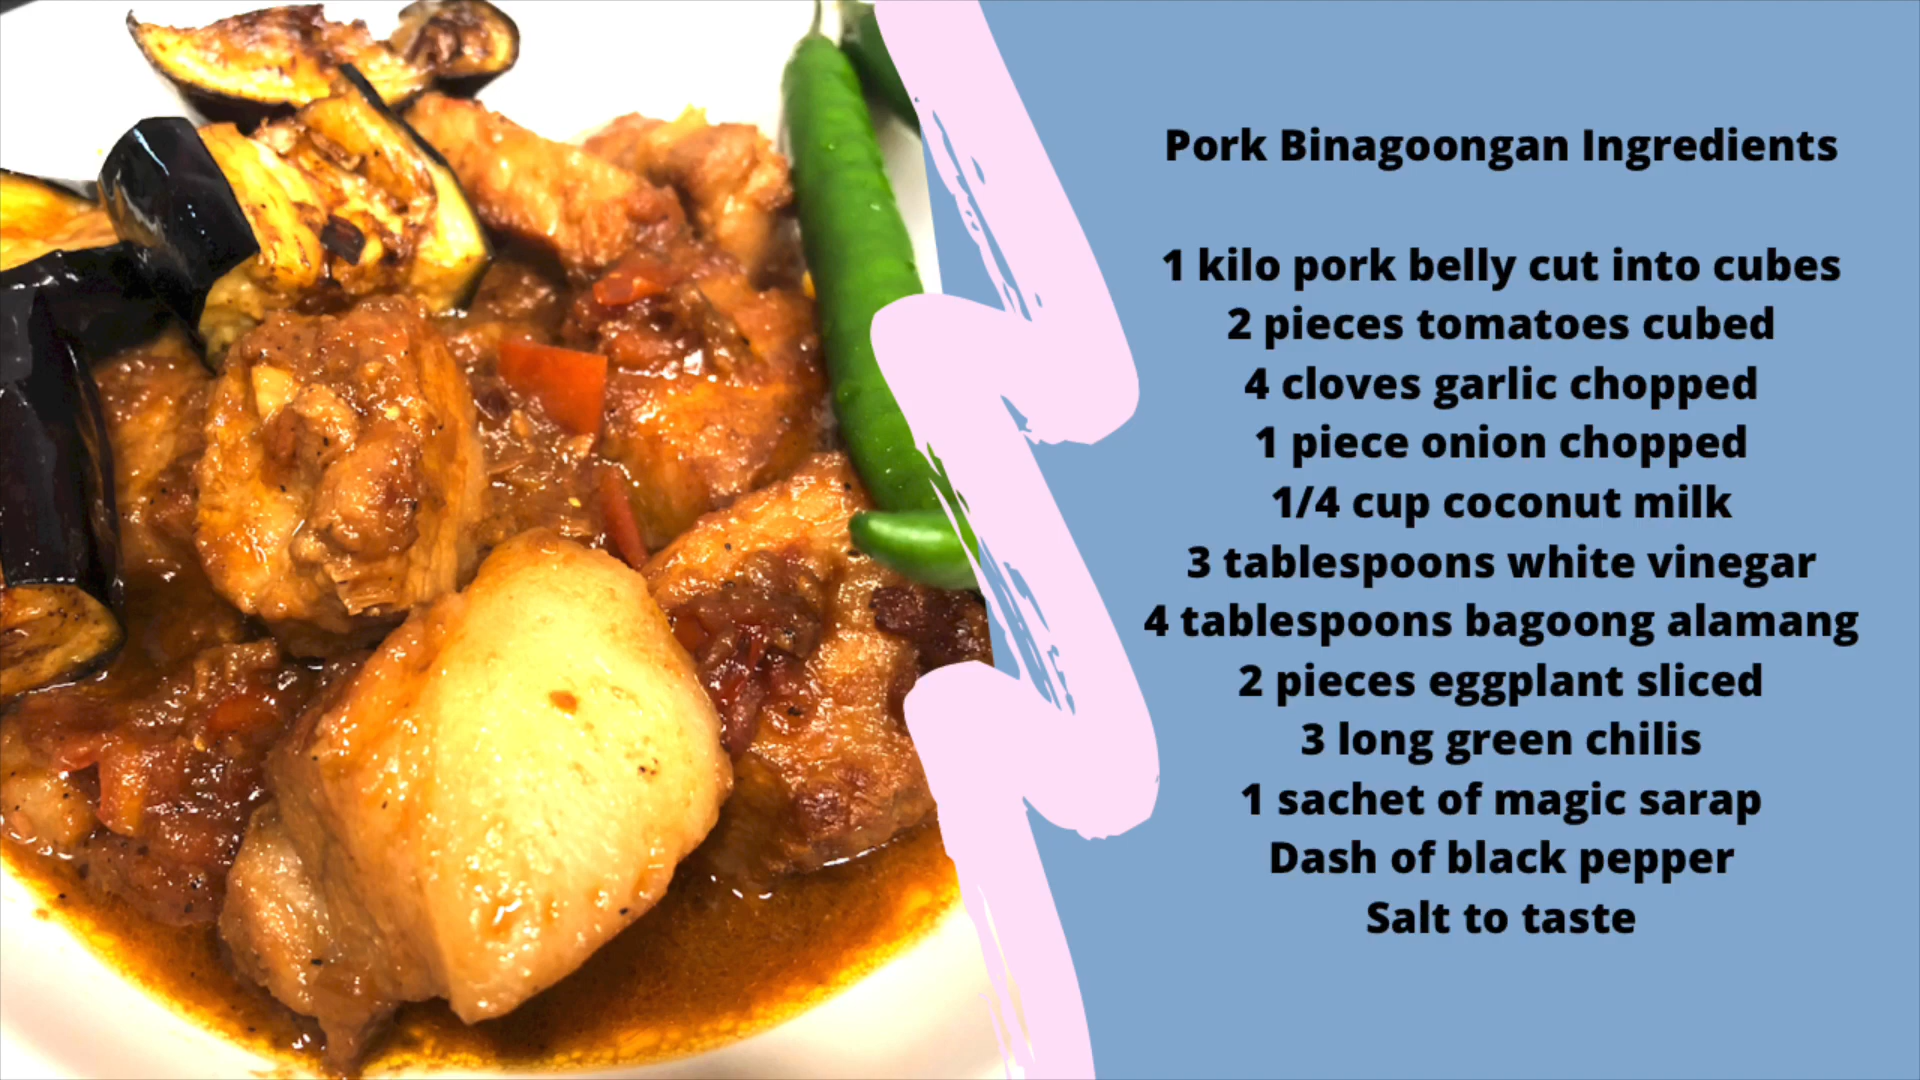 Pork Binagoongan Ingredients
1 kilo pork belly cut into cubes
2 pieces tomatoes cubed
4 cloves garlic chopped
1 piece onion chopped
1/4 cup coconut milk
3 tablespoons white vinegar
4 tablespoons bagoong alamang
2 pieces eggplant sliced
3 long green chilis
1 sachet of magic sarap
Dash of black pepper
Salt to taste